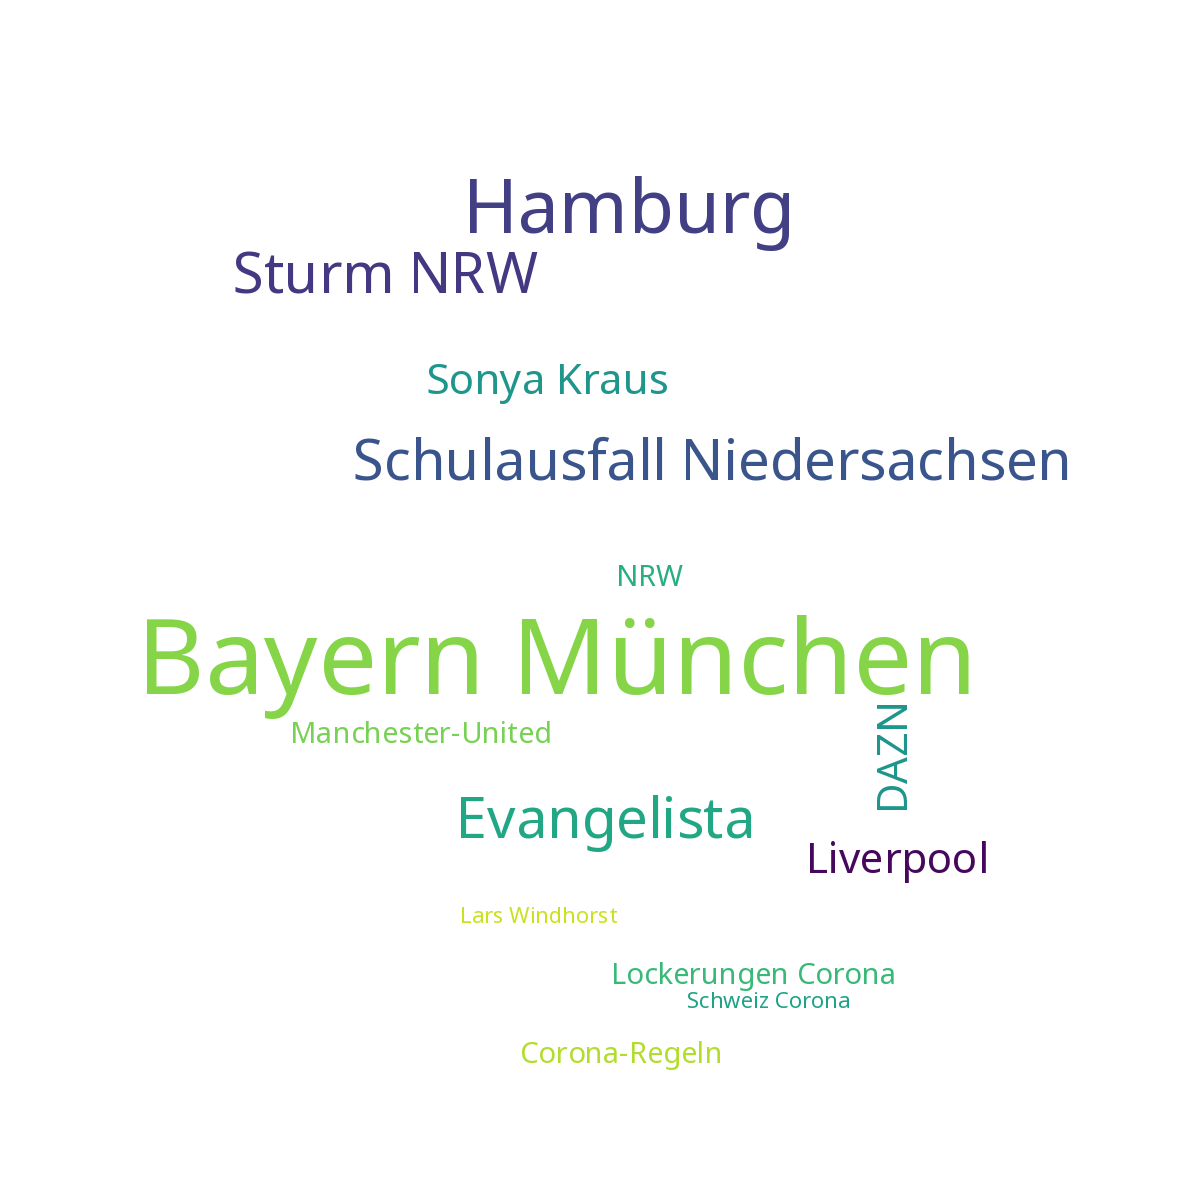 Hamburg
Sturm NRW
Sonya Kraus
Schulausfall Niedersachsen
NRW
Bayern München
Manchester-United
DAZN
Evangelista
Liverpool
Lars Windhorst
Lockerungen Corona
Schweiz Corona
Corona-Regeln